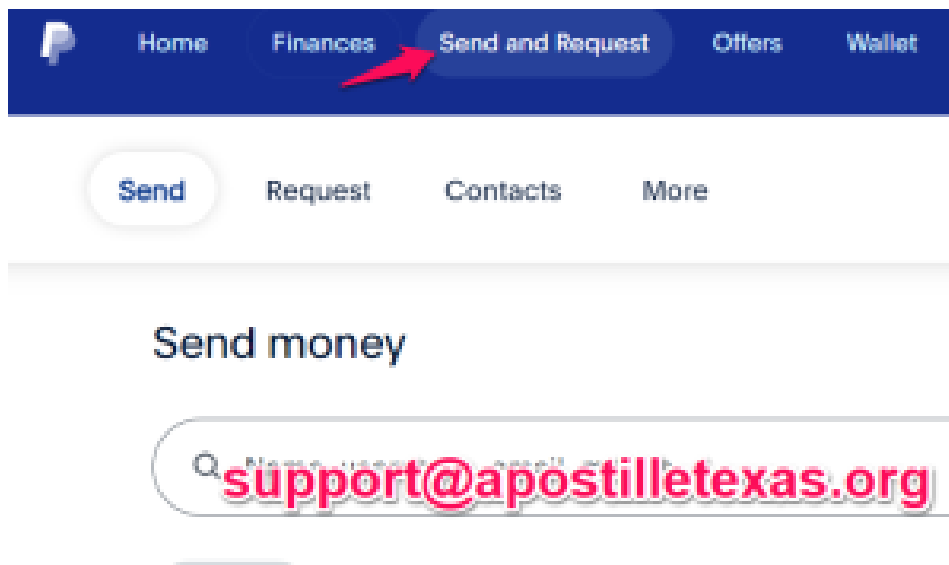 Home Finances Send and Request Offers Wallet
Send Request Contacts More
Send money
support@apostilletexas.org